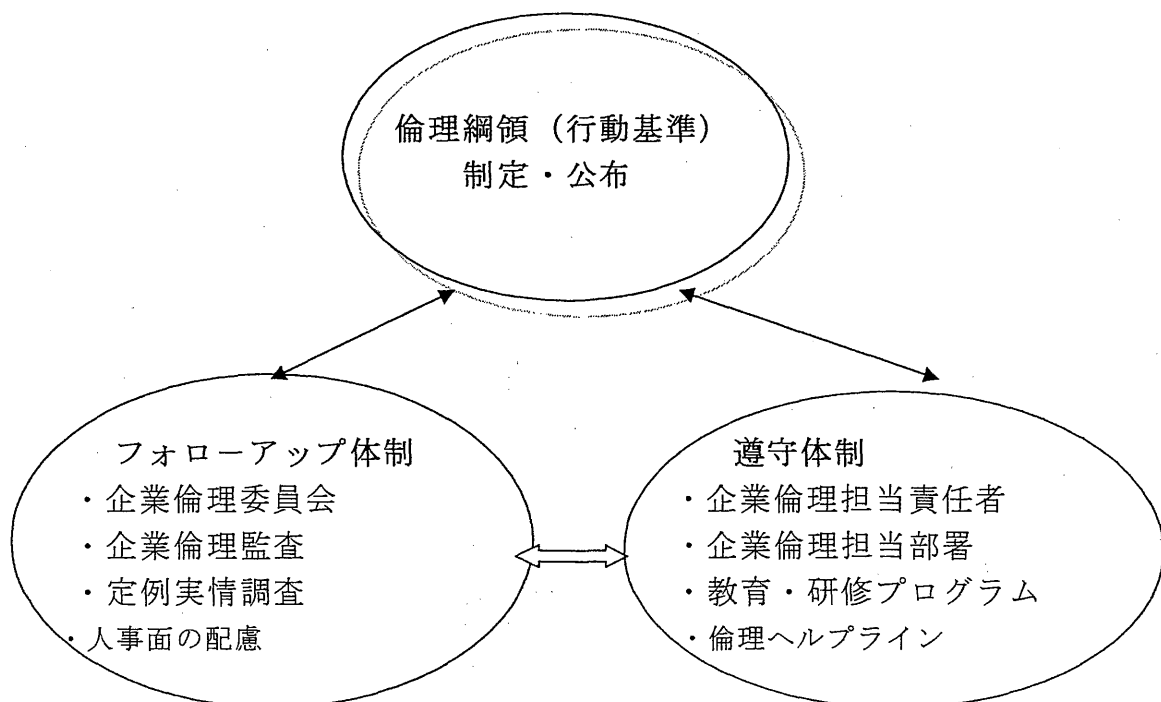 倫理綱領（行動基準）
制定・公布
フォローアップ体制
・企業倫理委員会
・企業倫理監査
・定例実情調査
・人事面の配慮
遵守体制
・企業倫理担当責任者
・企業倫理担当部署
・教育・研修プログラム
・倫理ヘルプライン